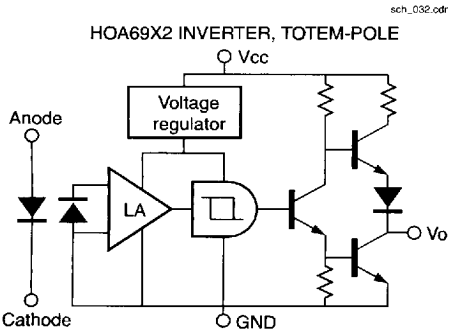 sch_032.cdr
HOA69X2 INVERTER, TOTEM-POLE
Vcc
Voltage
regulator
Anode
LA
Vo
Cathode
GND